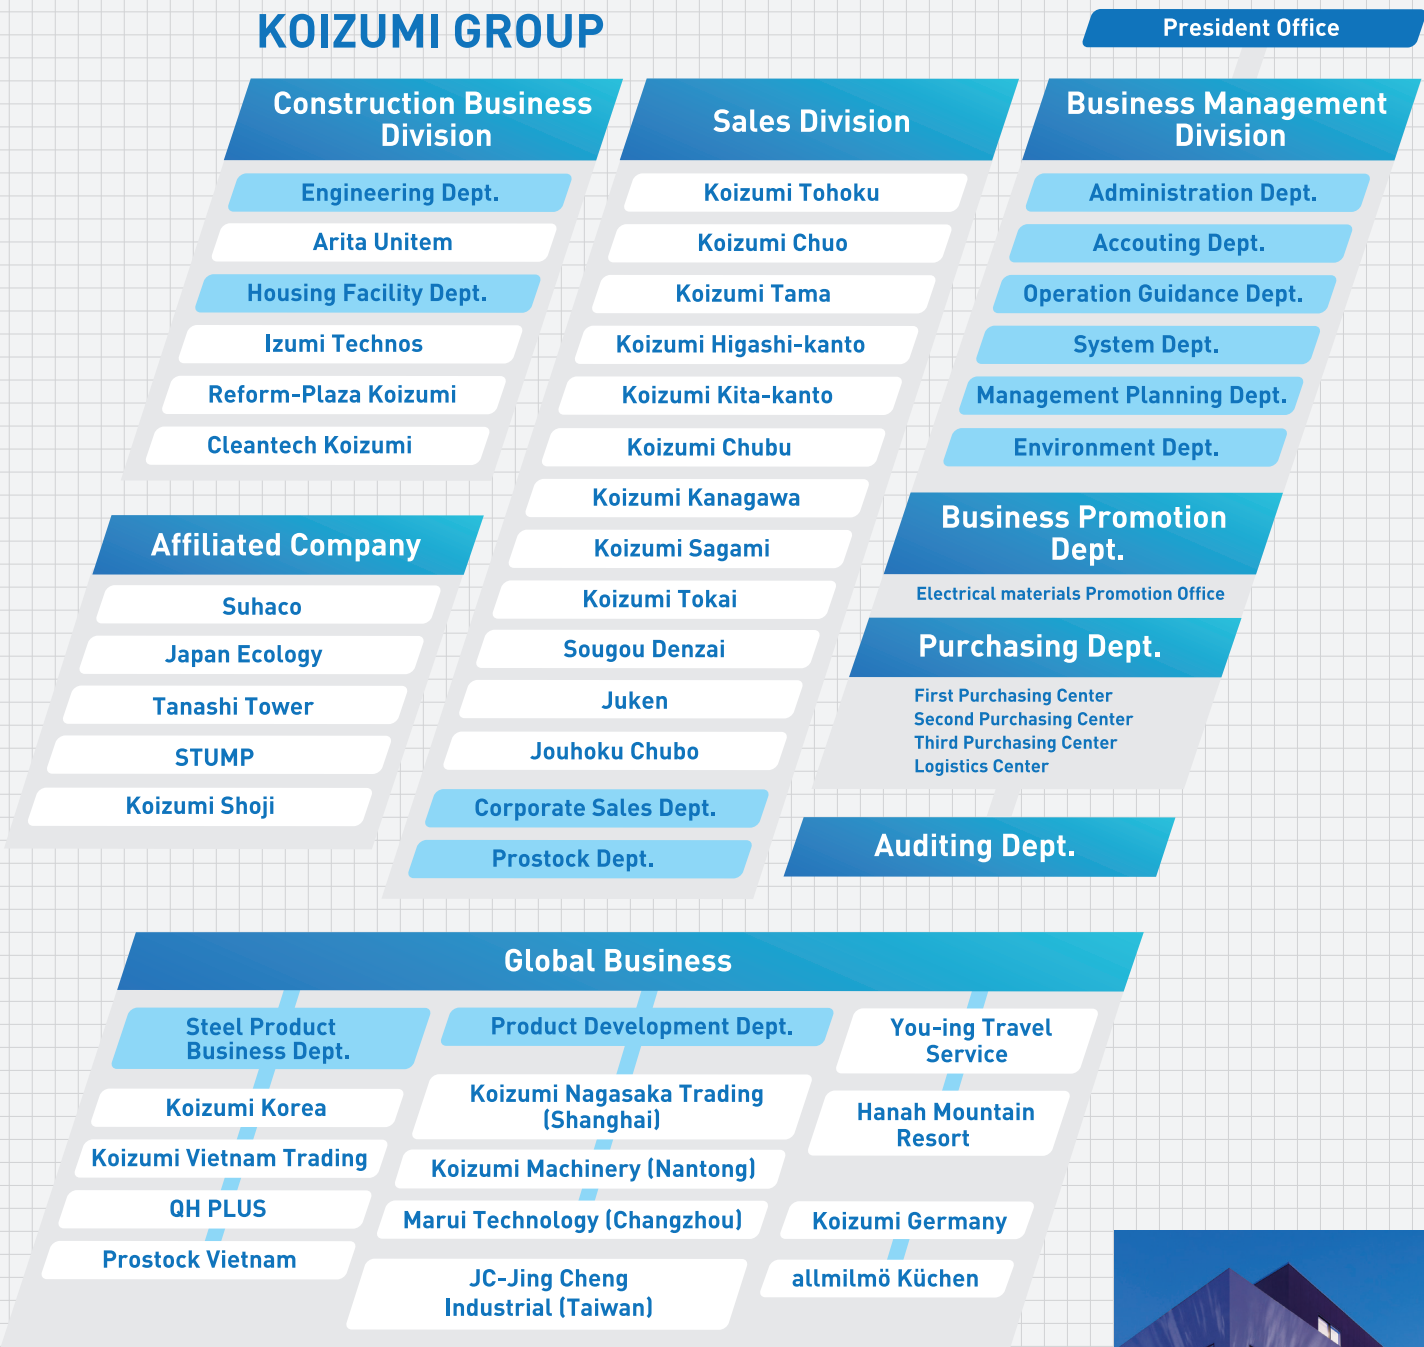 KOIZUMI GROUP
President Office
Construction Business
Division
Engineering Dept.
Arita Unitem
Housing Facility Dept.
Izumi Technos
Reform-Plaza Koizumi
Cleantech Koizumi
Affiliated Company
Suhaco
Japan Ecology
Tanashi Tower
STUMP
Koizumi Shoji
Sales Division
Koizumi Tohoku
Koizumi Chuo
Koizumi Tama
Koizumi Higashi-kanto
Koizumi Kita-kanto
Koizumi Chubu
Koizumi Kanagawa
Koizumi Sagami
Koizumi Tokai
Sougou Denzai
Juken
Jouhoku Chubo
Corporate Sales Dept.
Prostock Dept.
Business Management
Division
Administration Dept.
Accouting Dept.
Operation Guidance Dept.
System Dept.
Management Planning Dept.
Environment Dept.
Business Promotion
Dept.
Electrical materials Promotion Office
Purchasing Dept.
First Purchasing Center
Second Purchasing Center
Third Purchasing Center
Logistics Center
Auditing Dept.
Global Business
Steel Product
Business Dept.
Koizumi Korea
Koizumi Vietnam Trading
QH PLUS
Prostock Vietnam
Product Development Dept.
Koizumi Nagasaka Trading
(Shanghai)
Koizumi Machinery (Nantong)
Marui Technology (Changzhou)
JC-Jing Cheng
Industrial (Taiwan)
You-ing Travel
Service
Hanah Mountain
Resort
Koizumi Germany
allmilmö Küchen